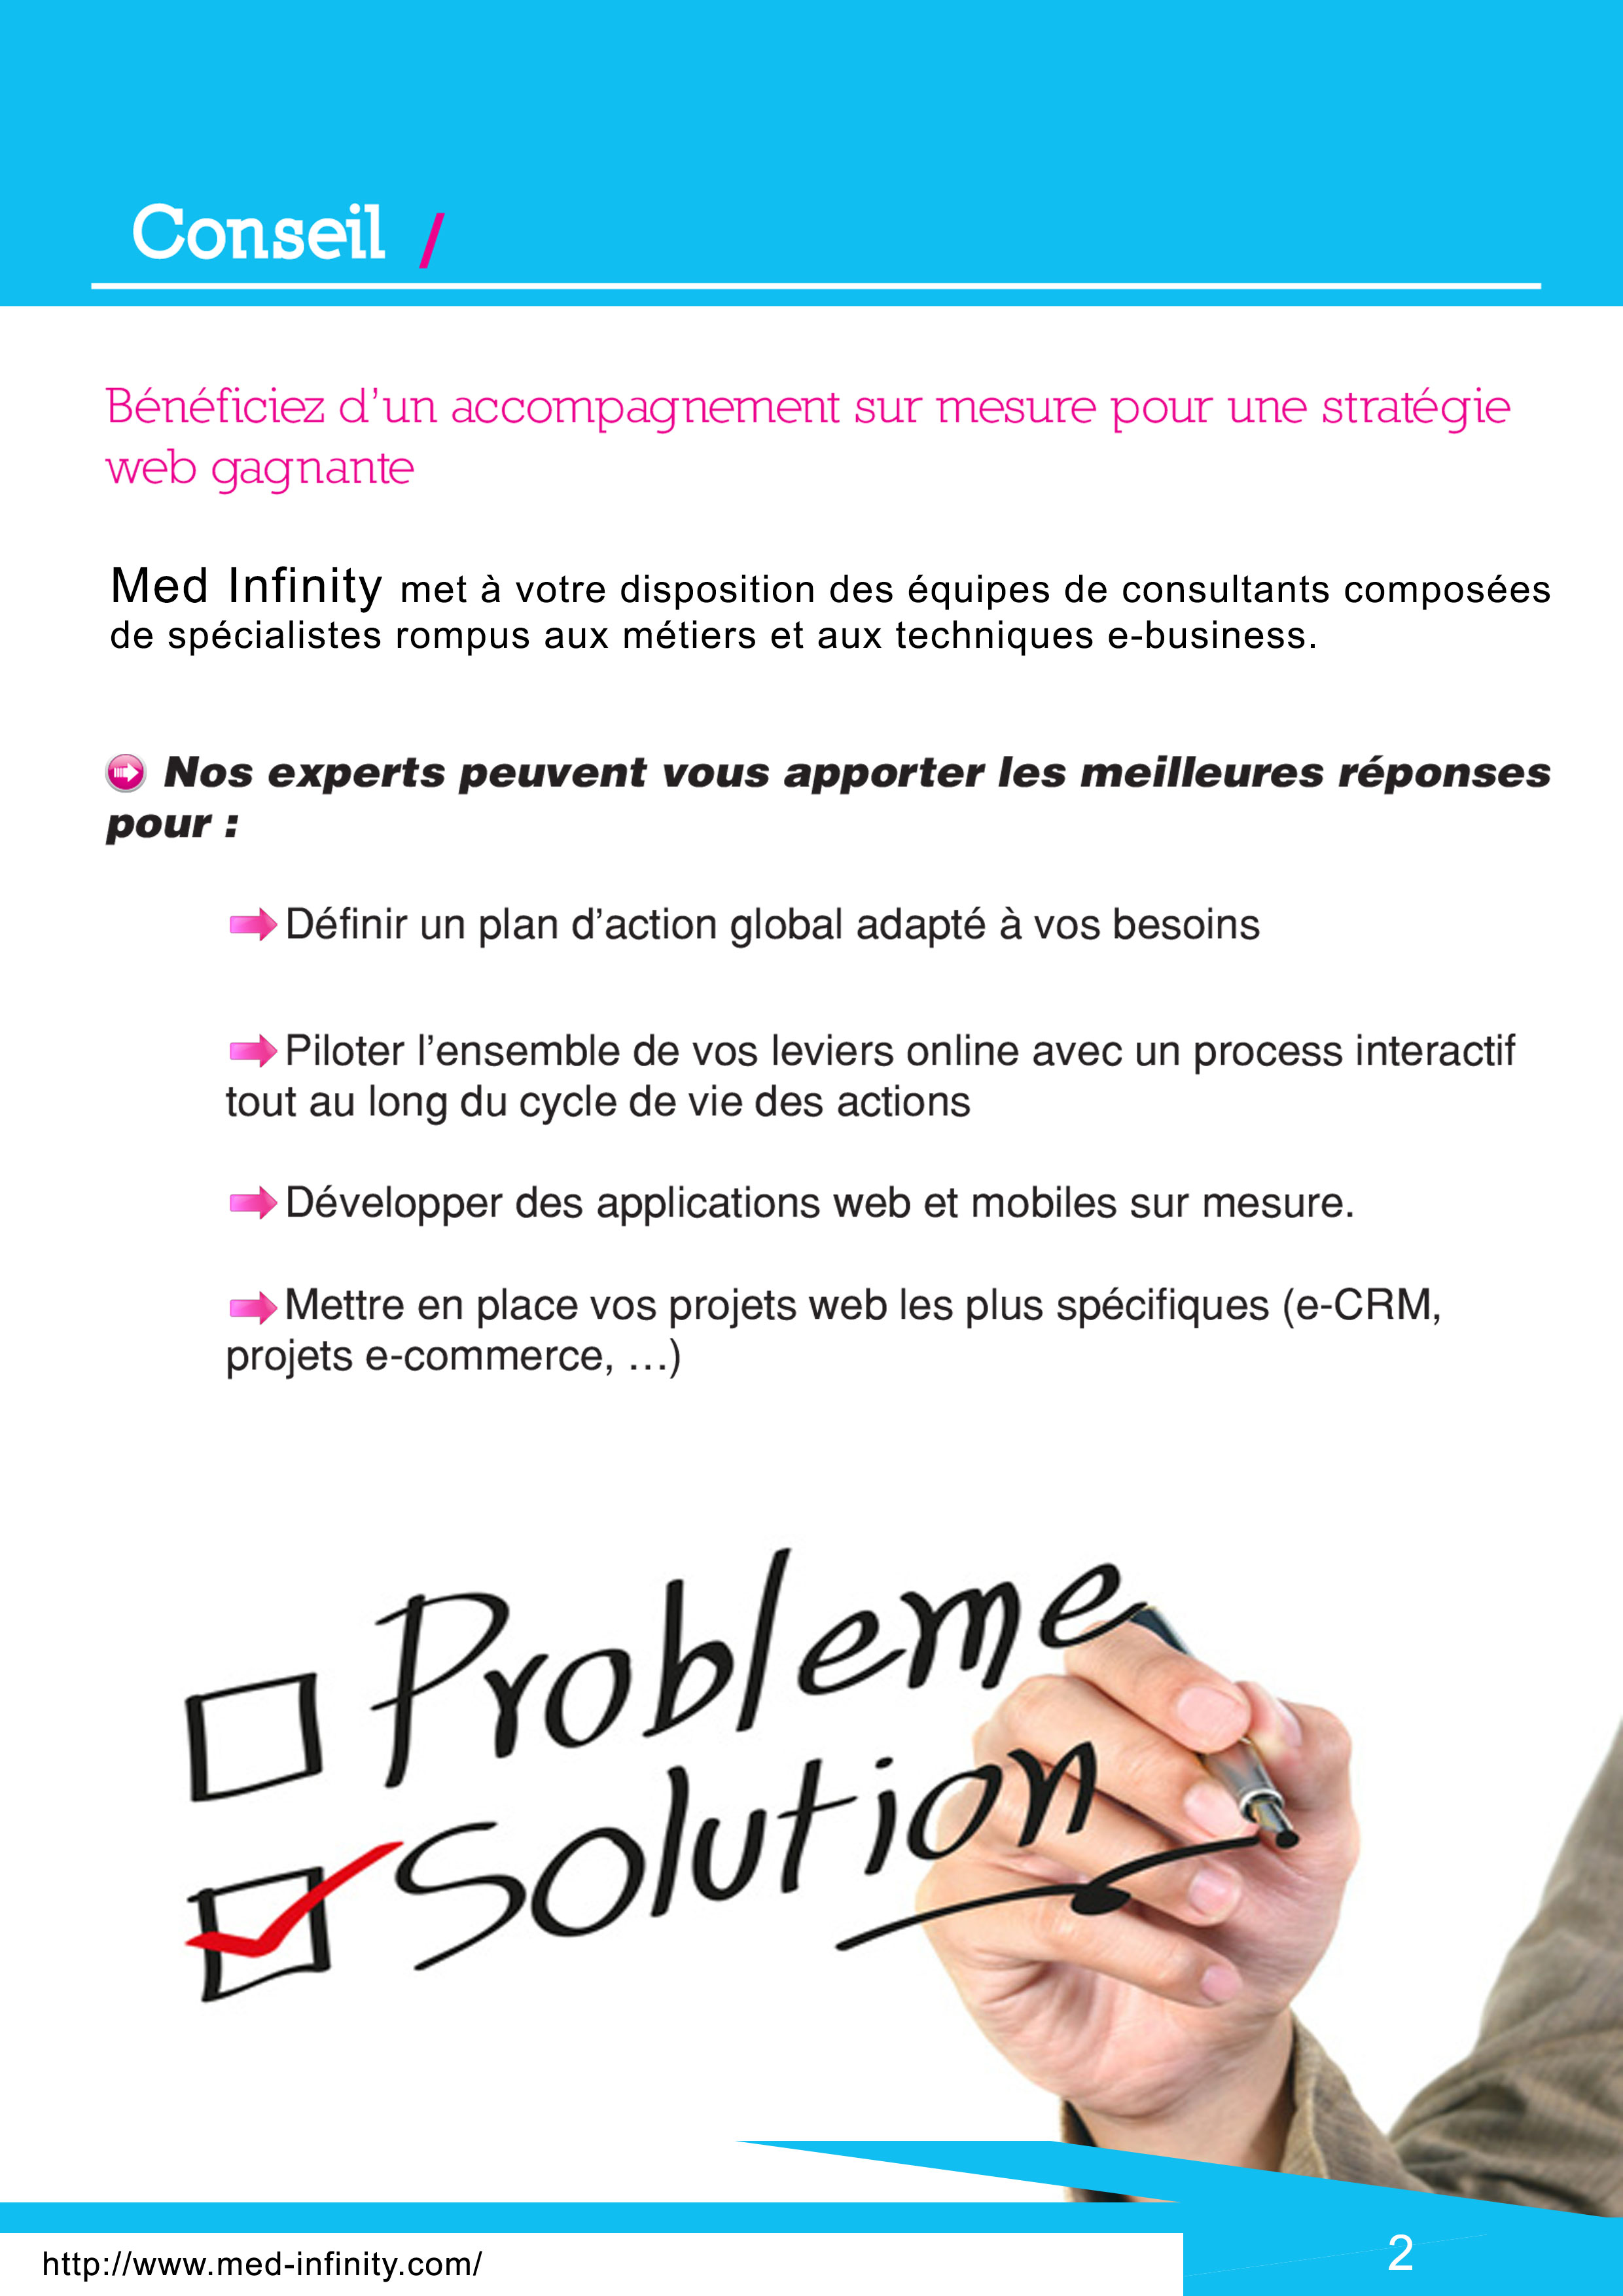 Conseil /
Bénéficiez d’un accompagnement sur mesure pour une stratégie
web gagnante
Med Infinity met à votre disposition des équipes de consultants composées
de spécialistes rompus aux métiers et aux techniques e-business.
Nos experts peuvent vous apporter les meilleures réponses
pour :
Définir un plan d’action global adapté à vos besoins
Piloter l’ensemble de vos leviers online avec un process interactif
tout au long du cycle de vie des actions
Développer des applications web et mobiles sur mesure.
Mettre en place vos projets web les plus spécifiques (e-CRM,
projets e-commerce, …)
Probleme
Solution
http://www.med-infinity.com/
2